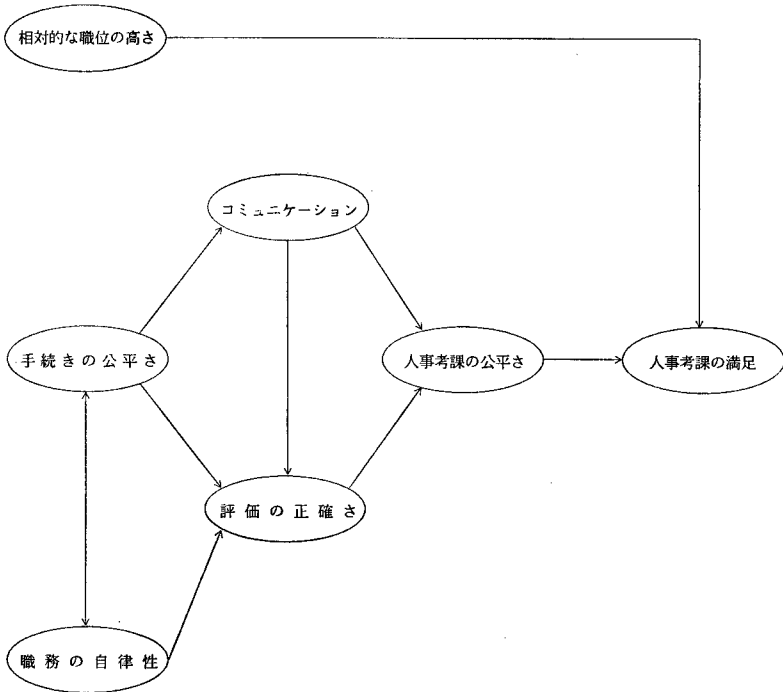 相対的な職位の高さ
コミュニケーション
手続きの公平さ
人事考課の公平さ
人事考課の満足
評価の正確さ
職務の自律性